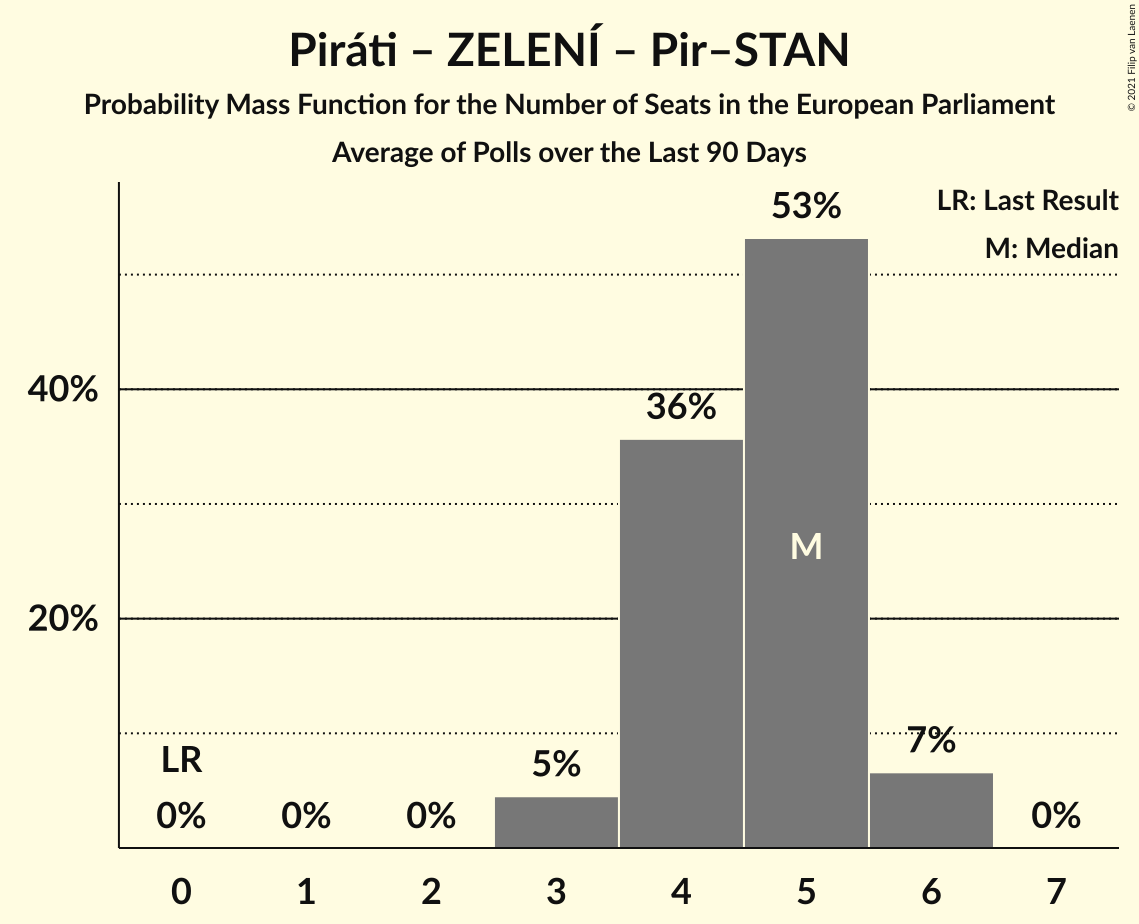 Piráti – ZELENÍ – Pir–STAN
Probability Mass Function for the Number of Seats in the European Parliament
Average of Polls over the Last 90 Days
© 2021 Filip van Laenen
LR: Last Result
M: Median
53%
40%
36%
M
20%
7%
LR
5%
0% 0% 0% 0%
0 1 2 3 4 5 6 7